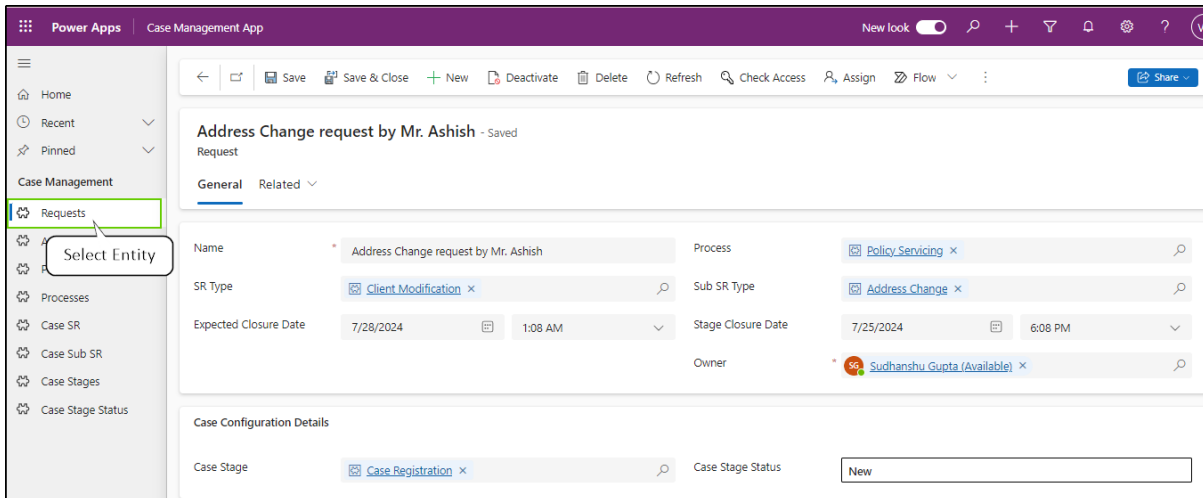 Power Apps Case Management App New look
Save Save & Close New Deactivate Delete Refresh Check Access Assign Flow Share
Home
Recent
Pinned
Case Management
Requests
Select Entity
Processes
Case SR
Case Sub SR
Case Stages
Case Stage Status
Address Change request by Mr. Ashish - Saved
Request
General Related
Name * Address Change request by Mr. Ashish Process Policy Servicing
SR Type Client Modification Sub SR Type Address Change
Expected Closure Date 7/28/2024 1:08 AM Stage Closure Date 7/25/2024 6:08 PM
Owner * SG Sudhanshu Gupta (Available)
Case Configuration Details
Case Stage Case Registration Case Stage Status New